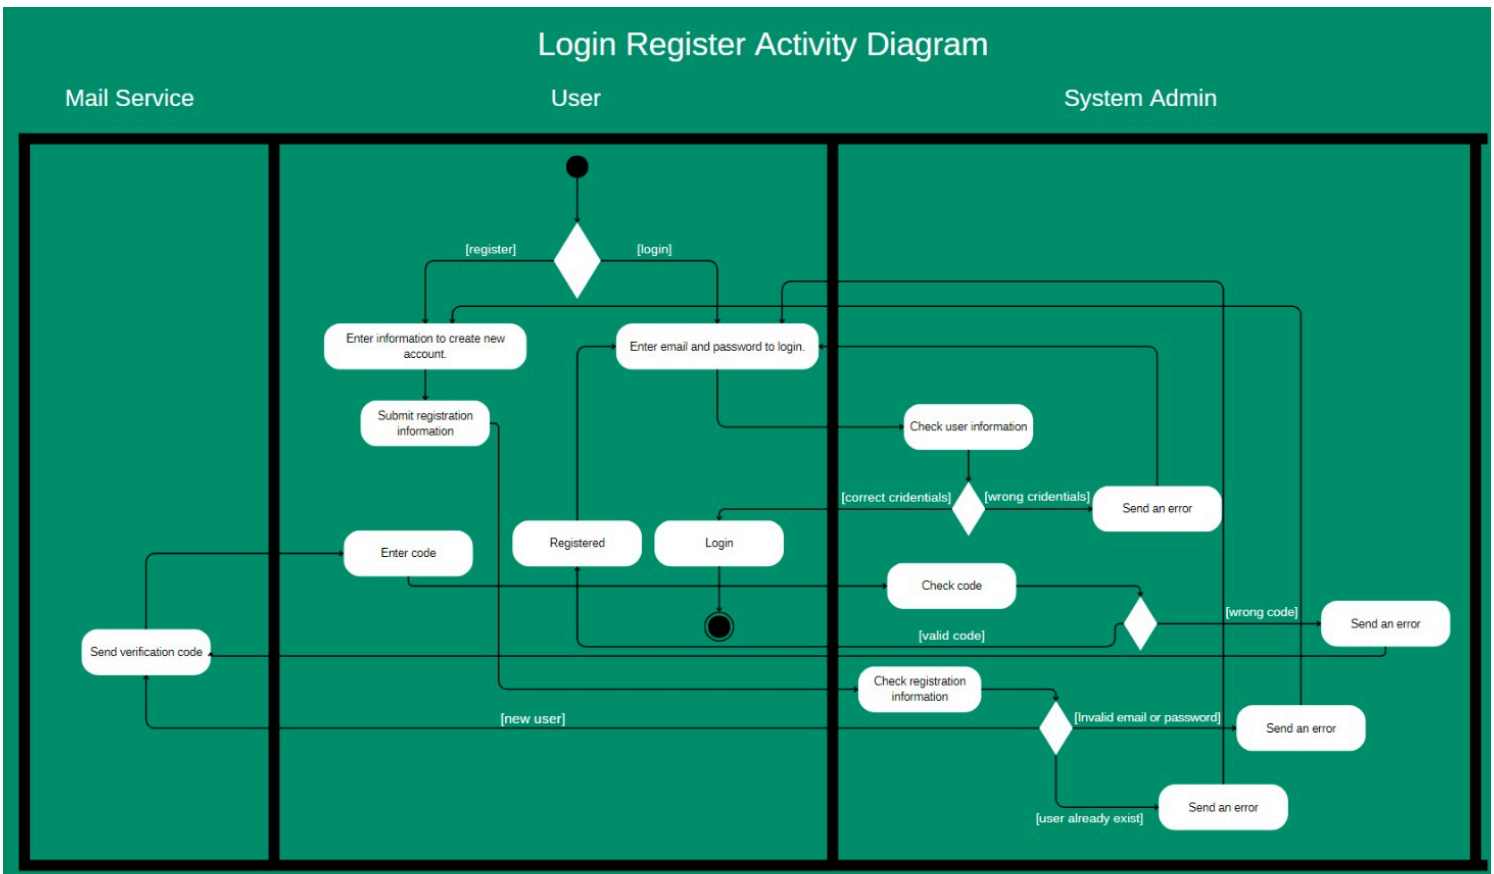 Login Register Activity Diagram
Mail Service
User
System Admin
[register]
[login]
Enter information to create new
account.
Enter email and password to login.
Submit registration
information
Check user information
[correct cridentials]
[wrong cridentials]
Send an error
Registered
Login
Enter code
Check code
[wrong code]
Send an error
[valid code]
Send verification code
Check registration
information
[new user]
[Invalid email or password]
Send an error
Send an error
[user already exist]